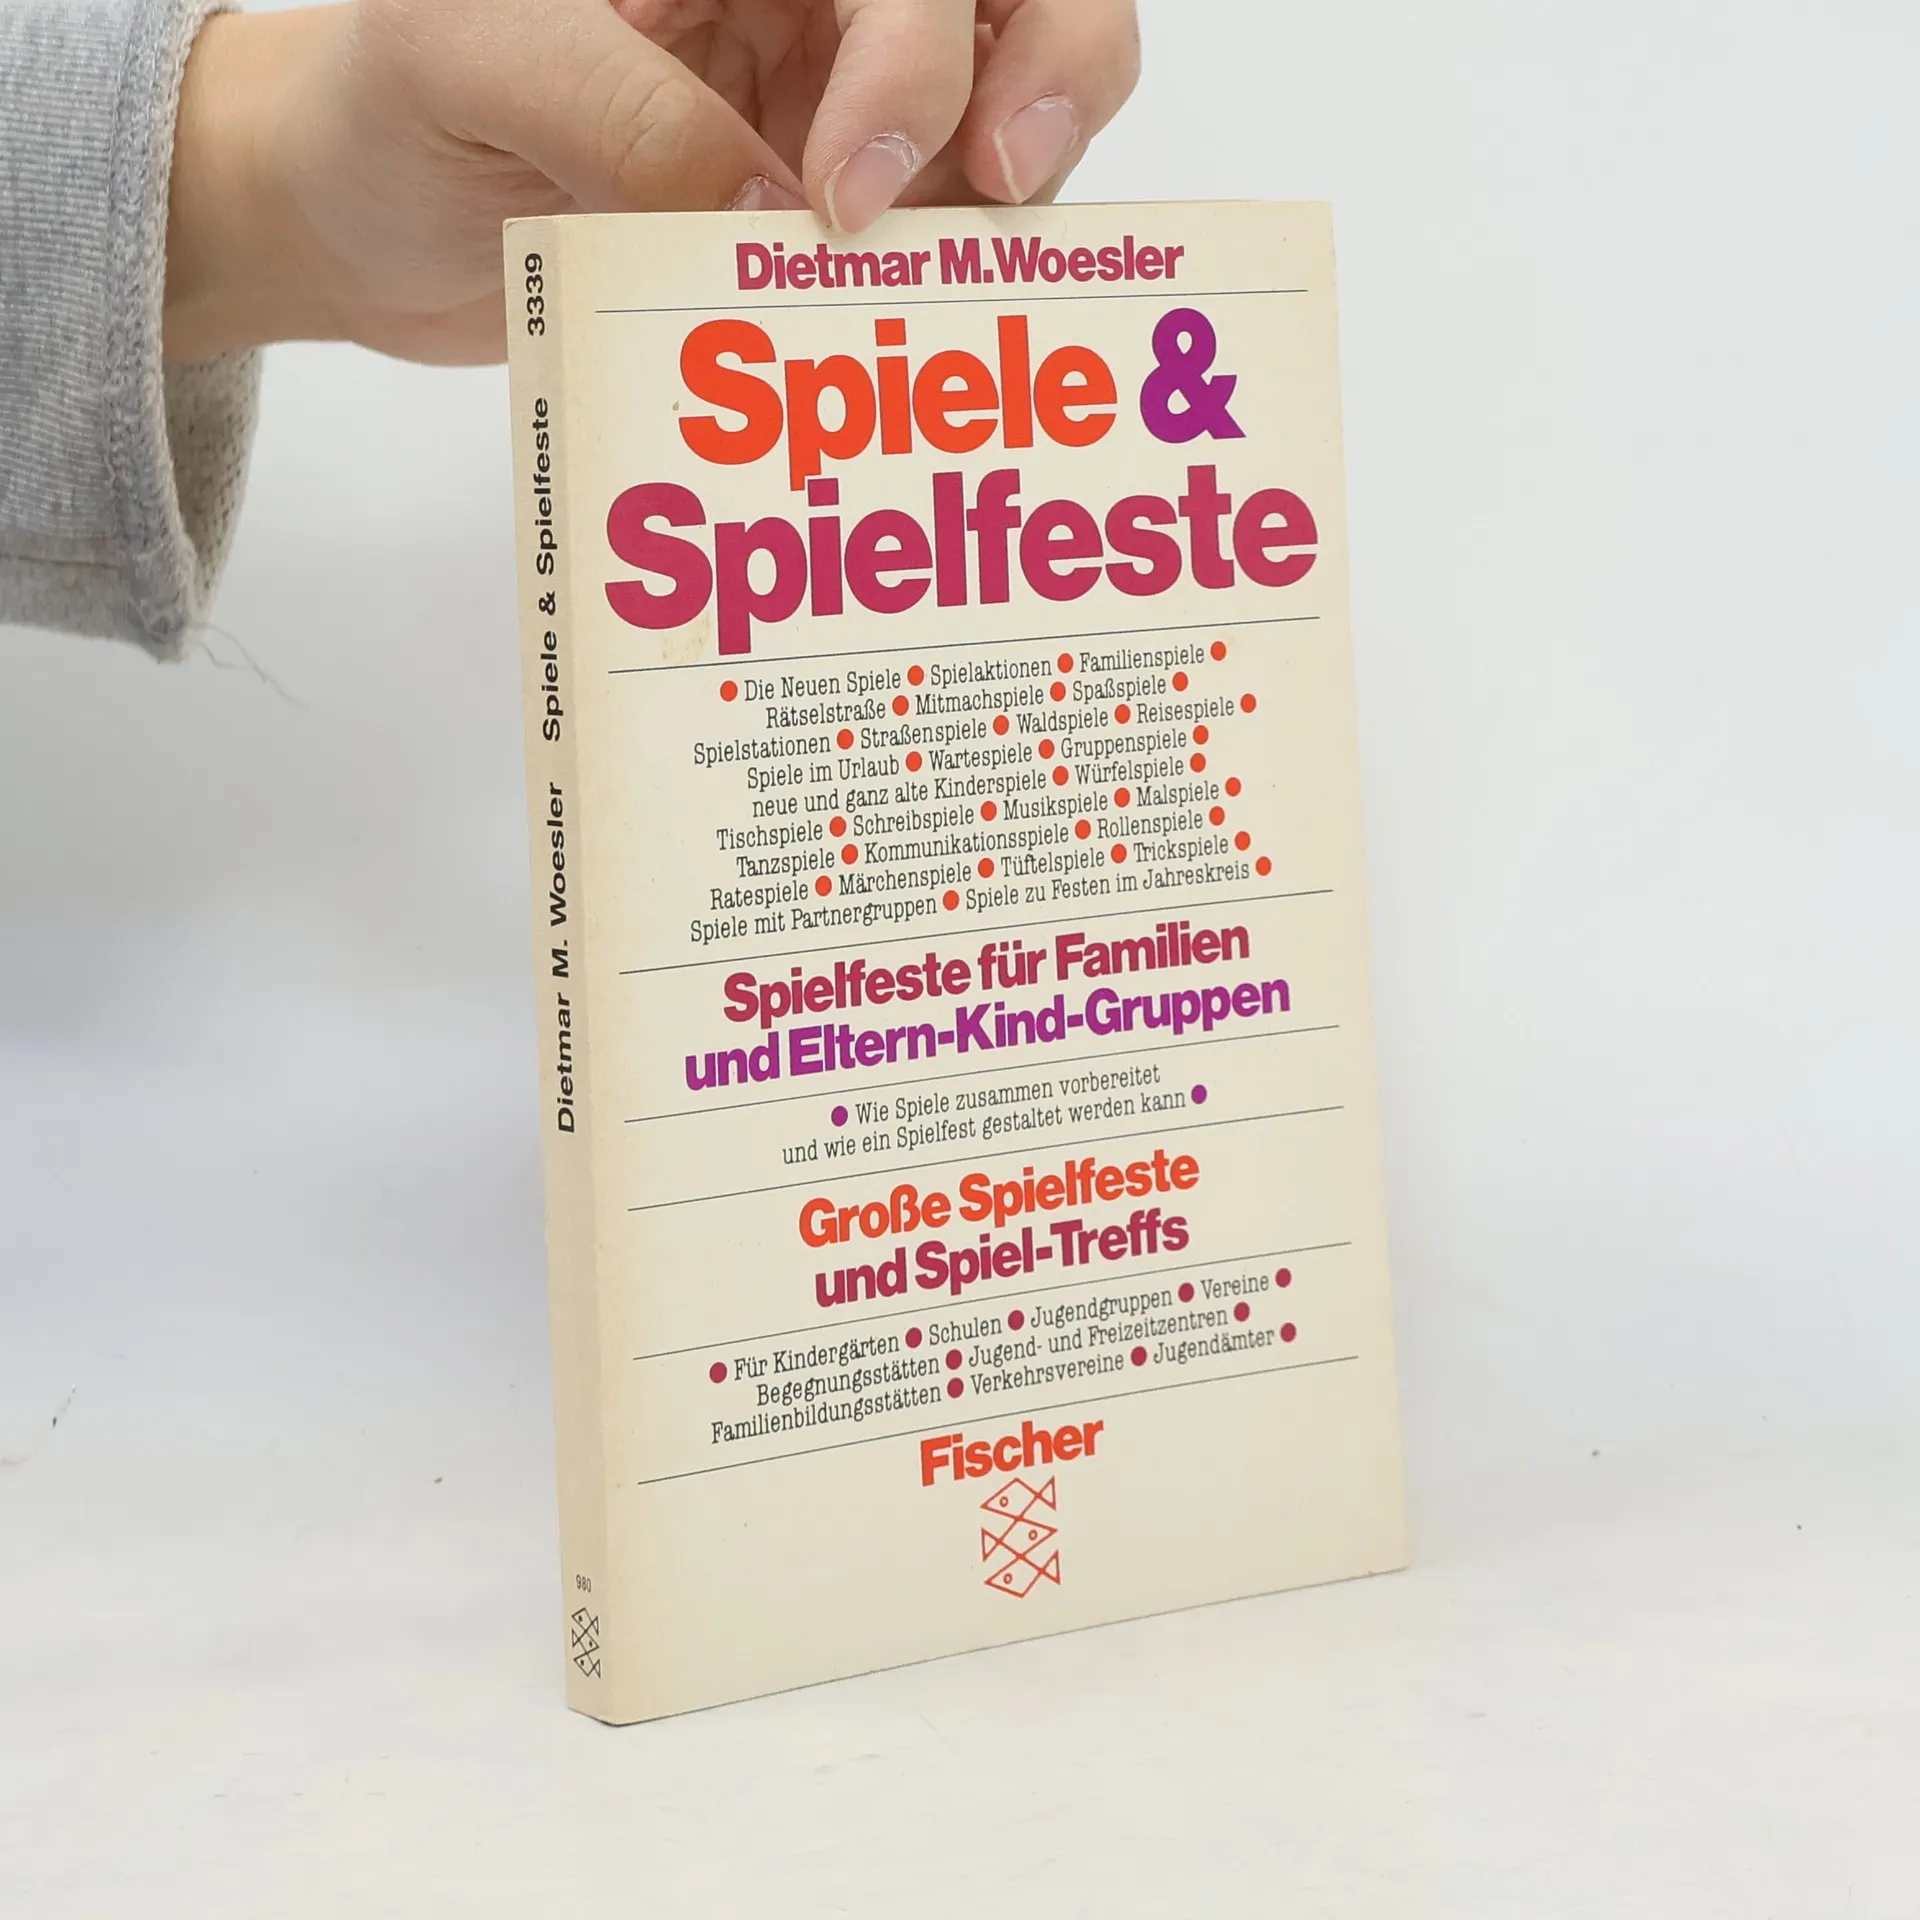 Dietmar M. Woesler
Spiele &
Spielfeste
● Die Neuen Spiele ● Spielaktionen ● Familienspiele ●
Rätselstraße ● Mitmachspiele ● Spaßspiele ●
Spielstationen ● Straßenspiele ● Waldspiele ● Reisespiele ●
Spiele im Urlaub ● Wartespiele ● Gruppenspiele ●
neue und ganz alte Kinderspiele ● Würfelspiele ●
Tischspiele ● Schreibspiele ● Musikspiele ● Malspiele ●
Tanzspiele ● Kommunikationsspiele ● Rollenspiele ●
Ratespiele ● Märchenspiele ● Tüftelspiele ● Trickspiele ●
Spiele mit Partnergruppen ● Spiele zu Festen im Jahreskreis ●
Spielfeste für Familien
und Eltern-Kind-Gruppen
● Wie Spiele zusammen vorbereitet
und wie ein Spielfest gestaltet werden kann ●
Große Spielfeste
und Spiel-Treffs
● Für Kindergärten ● Schulen ● Jugendgruppen ● Vereine ●
Begegnungsstätten ● Jugend- und Freizeitzentren ●
Familienbildungsstätten ● Verkehrsvereine ● Jugendämter ●
Fischer
Dietmar M. Woesler Spiele & Spielfeste 3339
980